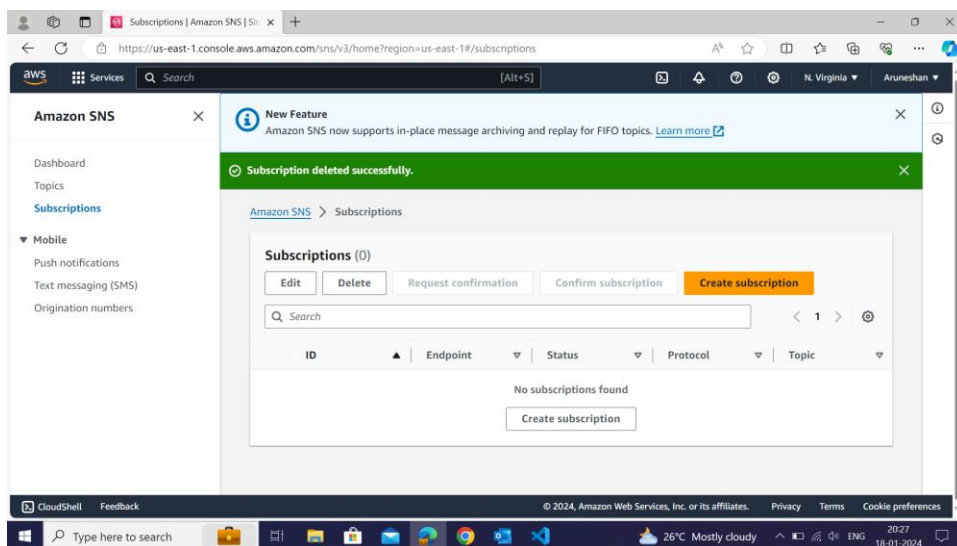 Subscriptions | Amazon SNS | Sim
https://us-east-1.console.aws.amazon.com/sns/v3/home?region=us-east-1#/subscriptions
aws Services Search [Alt+S] N. Virginia Aruneshan
Amazon SNS
Dashboard
Topics
Subscriptions
Mobile
Push notifications
Text messaging (SMS)
Origination numbers
New Feature
Amazon SNS now supports in-place message archiving and replay for FIFO topics. Learn more
Subscription deleted successfully.
Amazon SNS > Subscriptions
Subscriptions (0)
Edit Delete Request confirmation Confirm subscription Create subscription
Search < 1 >
ID Endpoint Status Protocol Topic
No subscriptions found
Create subscription
CloudShell Feedback © 2024, Amazon Web Services, Inc. or its affiliates. Privacy Terms Cookie preferences
Type here to search 26°C Mostly cloudy ENG 20:27
18-01-2024